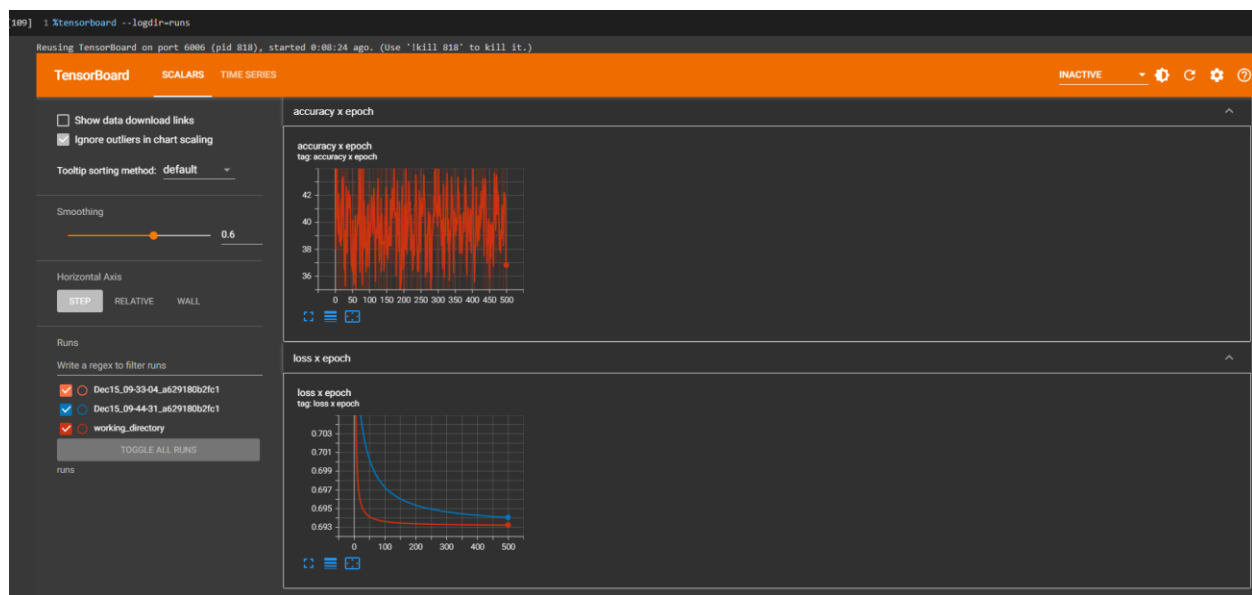 [109] 1 %tensorboard --logdir=runs
Reusing TensorBoard on port 6006 (pid 818), started 0:08:24 ago. (Use '!kill 818' to kill it.)
TensorBoard SCALARS TIME SERIES INACTIVE
Show data download links
Ignore outliers in chart scaling
Tooltip sorting method: default
Smoothing
0.6
Horizontal Axis
STEP RELATIVE WALL
Runs
Write a regex to filter runs
Dec15_09-33-04_a629180b2fc1
Dec15_09-44-31_a629180b2fc1
working_directory
TOGGLE ALL RUNS
runs
accuracy x epoch
accuracy x epoch
tag: accuracy x epoch
42
40
38
36
0 50 100 150 200 250 300 350 400 450 500
loss x epoch
loss x epoch
tag: loss x epoch
0.703
0.701
0.699
0.697
0.695
0.693
0 100 200 300 400 500